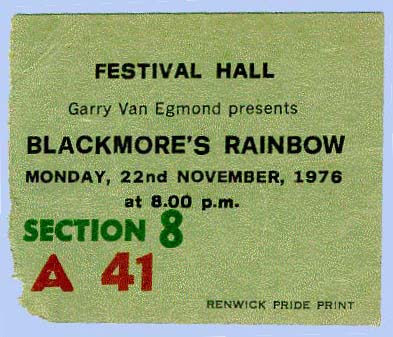 FESTIVAL HALL
Garry Van Egmond presents
BLACKMORE'S RAINBOW
MONDAY, 22nd NOVEMBER, 1976
at 8.00 p.m.
SECTION 8
A 41
RENWICK PRIDE PRINT